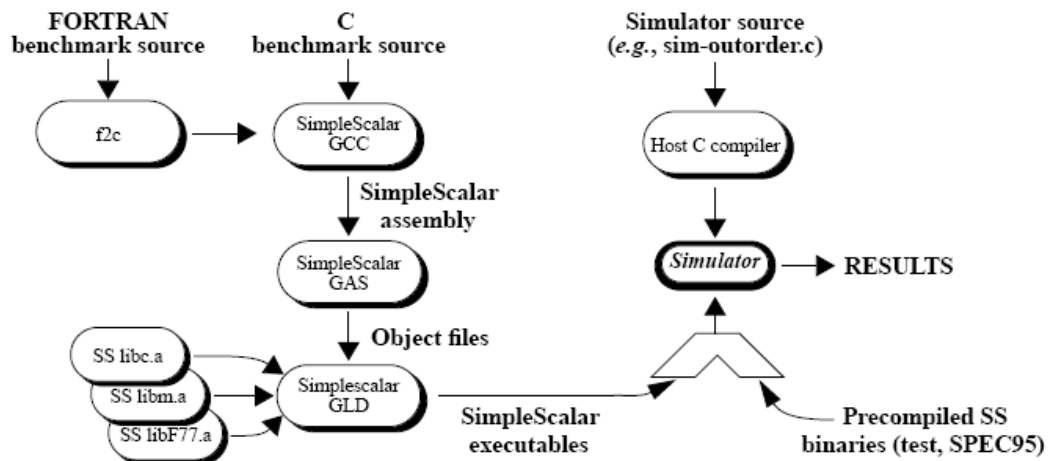 FORTRAN
benchmark source
C
benchmark source
Simulator source
(e.g., sim-outorder.c)
f2c
SimpleScalar
GCC
Host C compiler
SimpleScalar
assembly
SimpleScalar
GAS
Simulator
RESULTS
Object files
SS libc.a
SS libm.a
SS libF77.a
Simplescalar
GLD
SimpleScalar
executables
Precompiled SS
binaries (test, SPEC95)